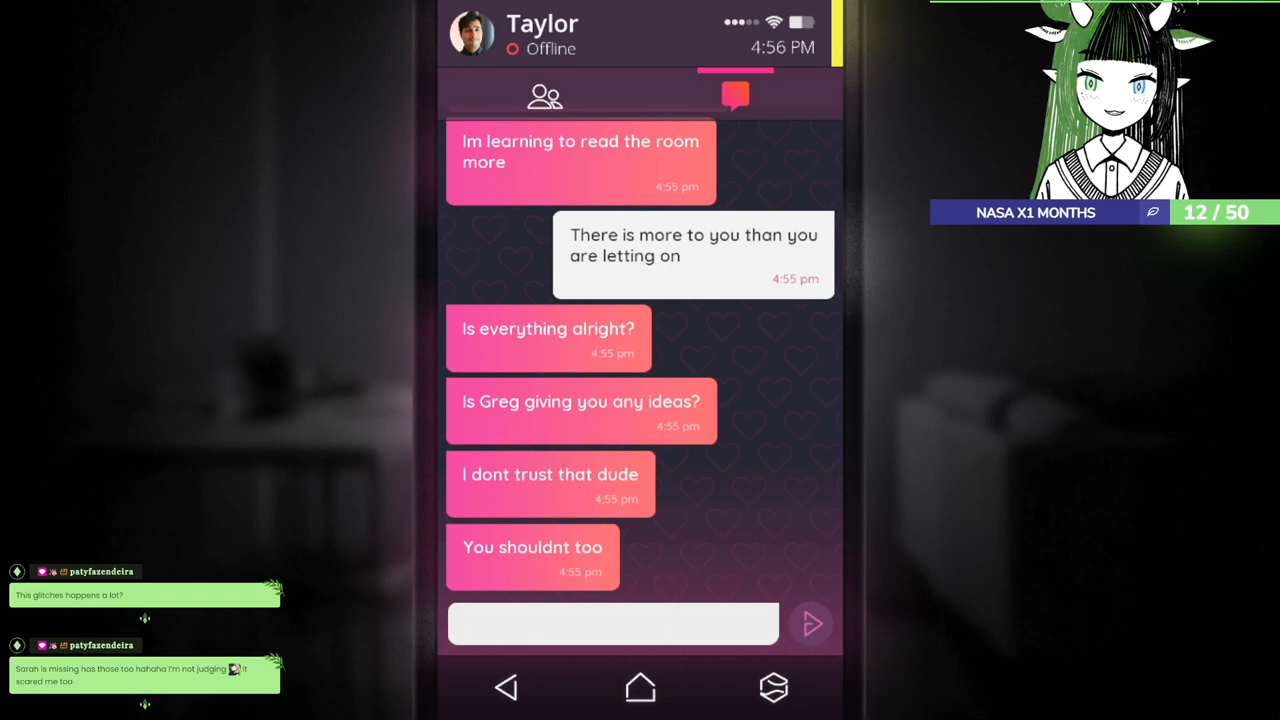 Taylor
Offline
4:56 PM
Im learning to read the room
more
4:55 pm
There is more to you than you
are letting on
4:55 pm
Is everything alright?
4:55 pm
Is Greg giving you any ideas?
4:55 pm
I dont trust that dude
4:55 pm
You shouldnt too
4:55 pm
NASA X1 MONTHS
12 / 50
patyfazendeira
This glitches happens a lot?
patyfazendeira
Sarah is missing has those too hahaha I'm not judging It
scared me too